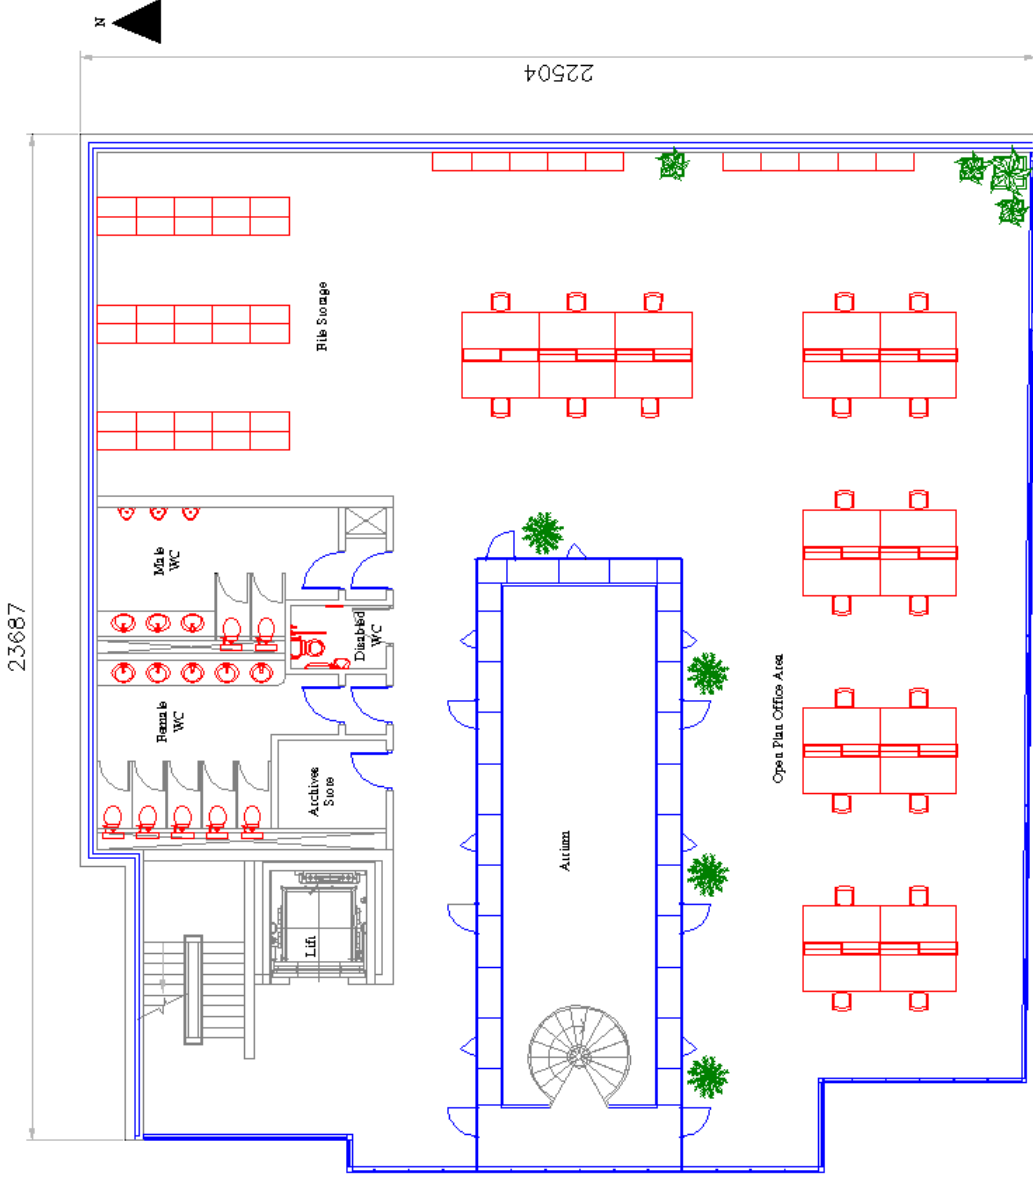 N
22504
23687
File Storage
Male
WC
Disabled
WC
Female
WC
Archives
Store
Lift
Atrium
Open Plan Office Area